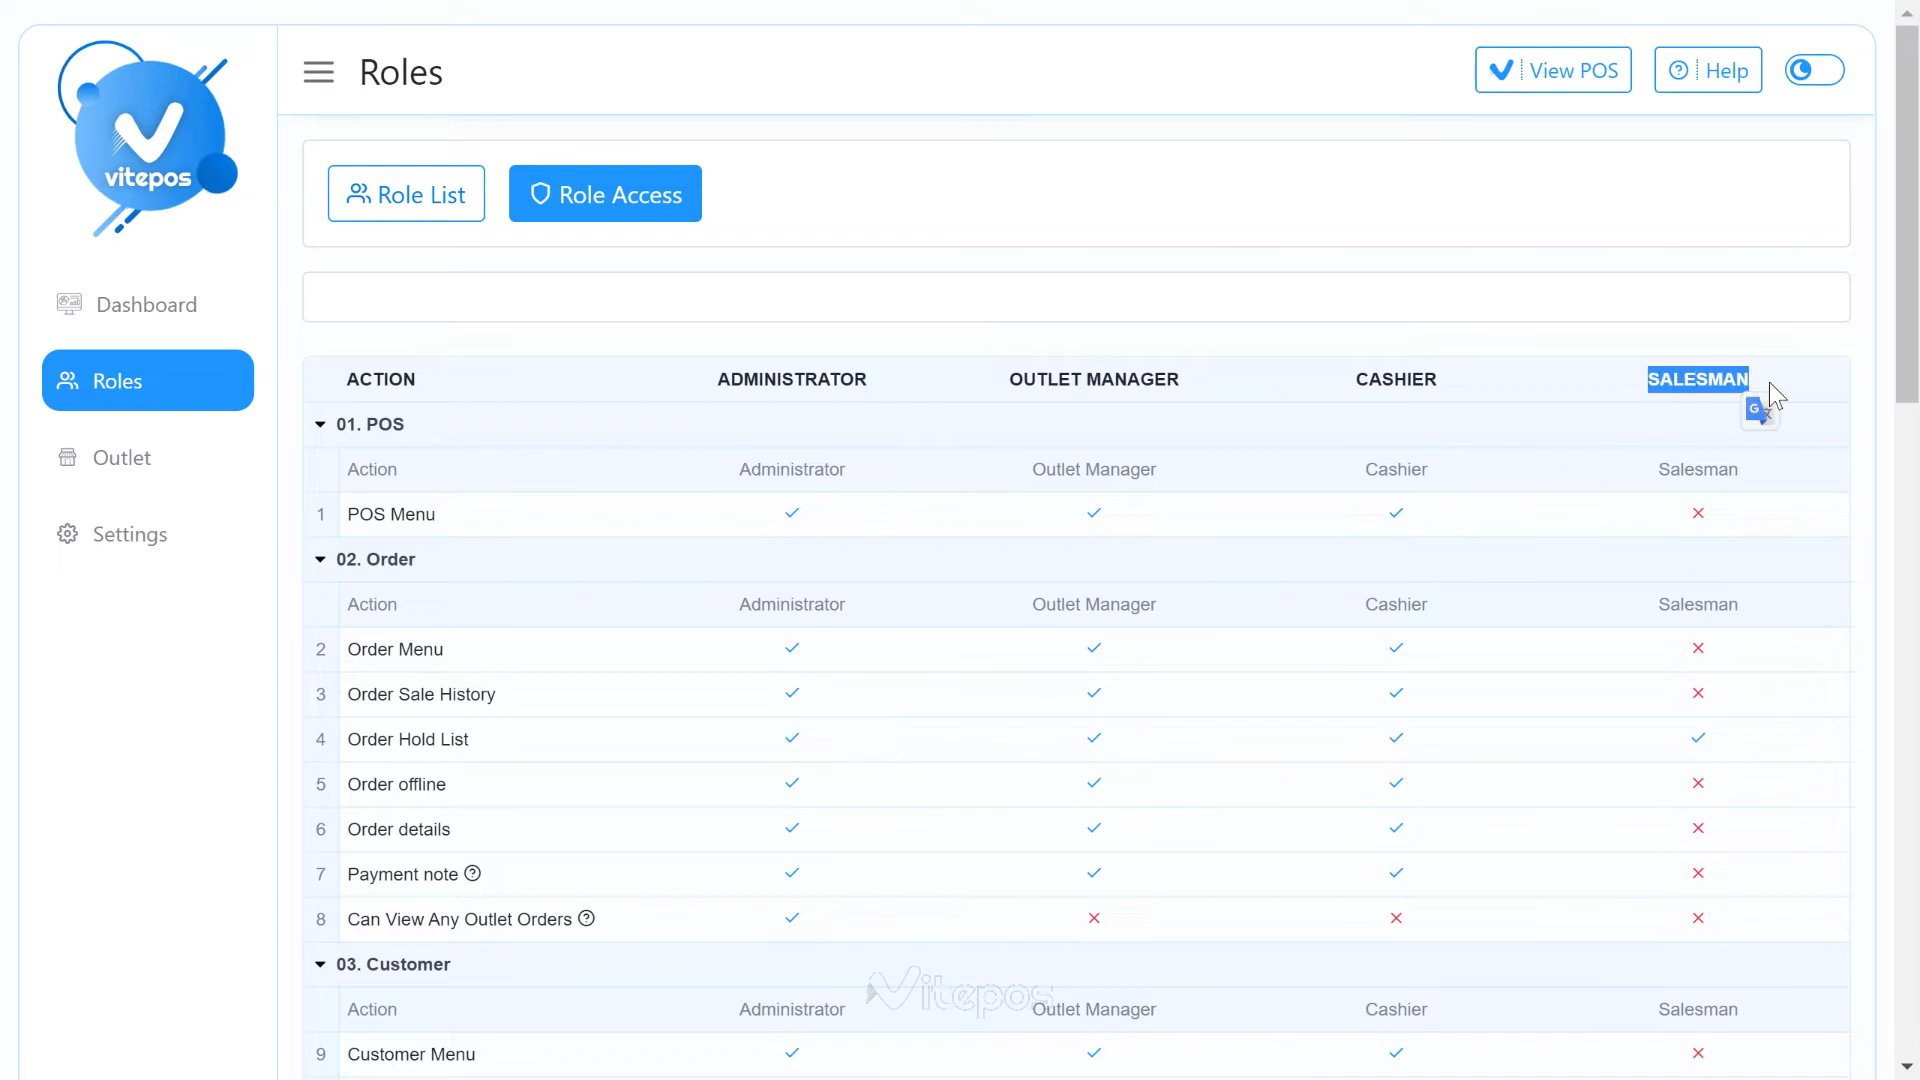 vitepos
Roles
View POS
Help
Role List
Role Access
Dashboard
Roles
Outlet
Settings
ACTION ADMINISTRATOR OUTLET MANAGER CASHIER SALESMAN
01. POS
Action Administrator Outlet Manager Cashier Salesman
1 POS Menu
02. Order
Action Administrator Outlet Manager Cashier Salesman
2 Order Menu
3 Order Sale History
4 Order Hold List
5 Order offline
6 Order details
7 Payment note
8 Can View Any Outlet Orders
03. Customer
Vitepos
Action Administrator Outlet Manager Cashier Salesman
9 Customer Menu